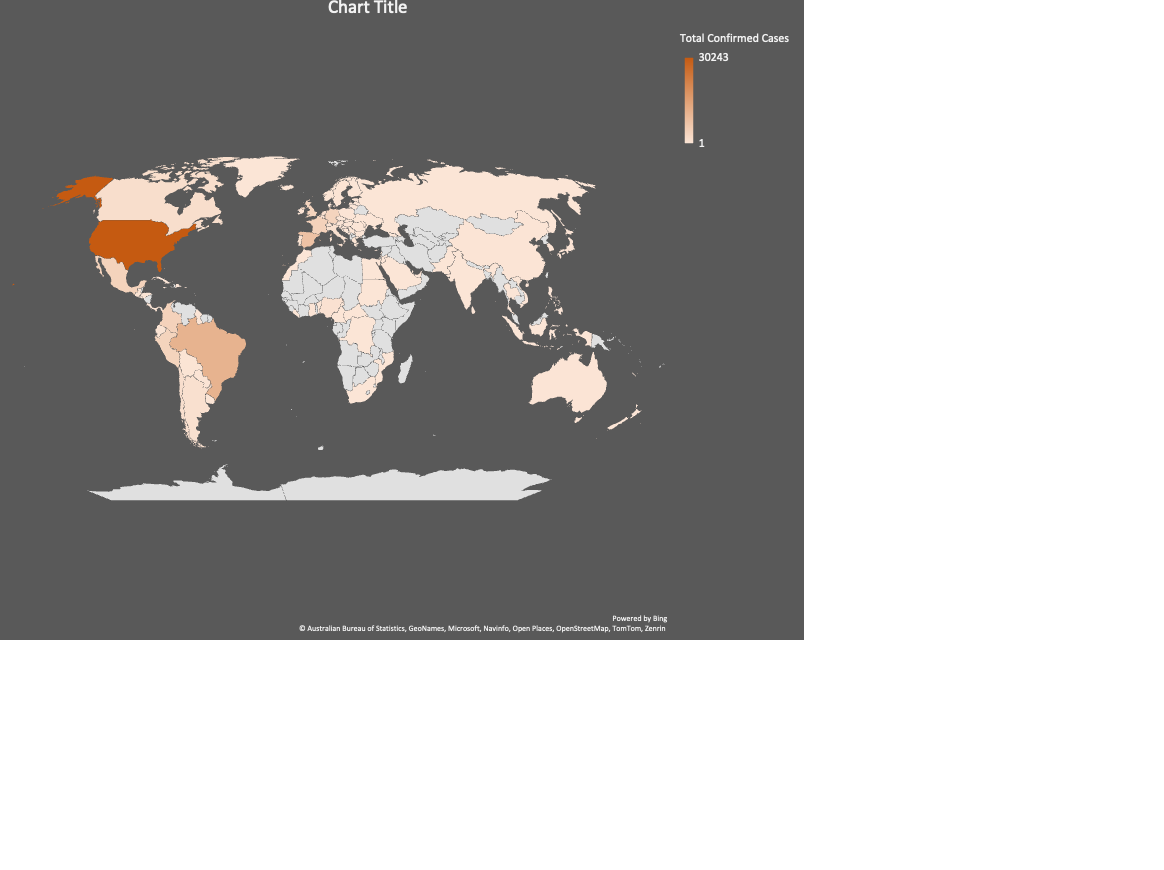 Chart Title
Total Confirmed Cases
30243
1
Powered by Bing
© Australian Bureau of Statistics, GeoNames, Microsoft, Navinfo, Open Places, OpenStreetMap, TomTom, Zenrin